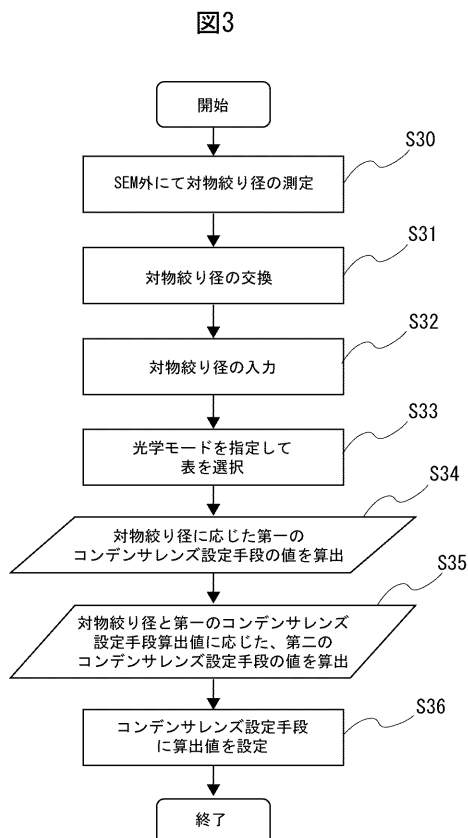 図3
開始
S30
SEM外にて対物絞り径の測定
S31
対物絞り径の交換
S32
対物絞り径の入力
S33
光学モードを指定して
表を選択
S34
対物絞り径に応じた第一の
コンデンサレンズ設定手段の値を算出
S35
対物絞り径と第一のコンデンサレンズ
設定手段算出値に応じた、第二の
コンデンサレンズ設定手段の値を算出
S36
コンデンサレンズ設定手段
に算出値を設定
終了